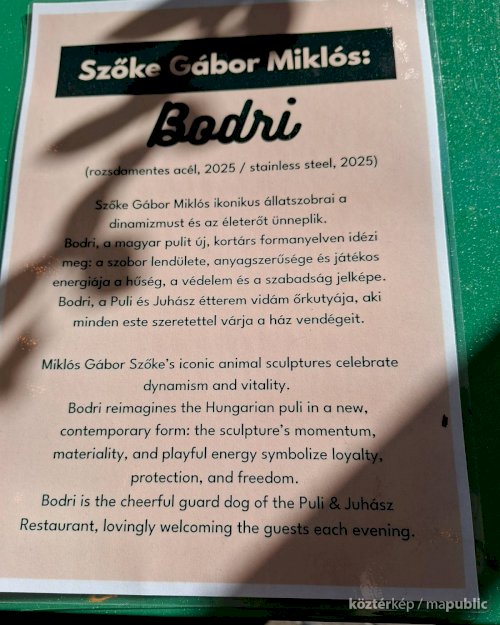 Szőke Gábor Miklós:
Bodri
(rozsdamentes acél, 2025 / stainless steel, 2025)
Szőke Gábor Miklós ikonikus állatszobrai a
dinamizmust és az életerőt ünneplik.
Bodri, a magyar pulit új, kortárs formanyelven idézi
meg: a szobor lendülete, anyagszerűsége és játékos
energiája a hűség, a védelem és a szabadság jelképe.
Bodri, a Puli és Juhász étterem vidám őrkutyája, aki
minden este szeretettel várja a ház vendégeit.
Miklós Gábor Szőke's iconic animal sculptures celebrate
dynamism and vitality.
Bodri reimagines the Hungarian puli in a new,
contemporary form: the sculpture's momentum,
materiality, and playful energy symbolize loyalty,
protection, and freedom.
Bodri is the cheerful guard dog of the Puli & Juhász
Restaurant, lovingly welcoming the guests each evening.
köztérkép / mapublic